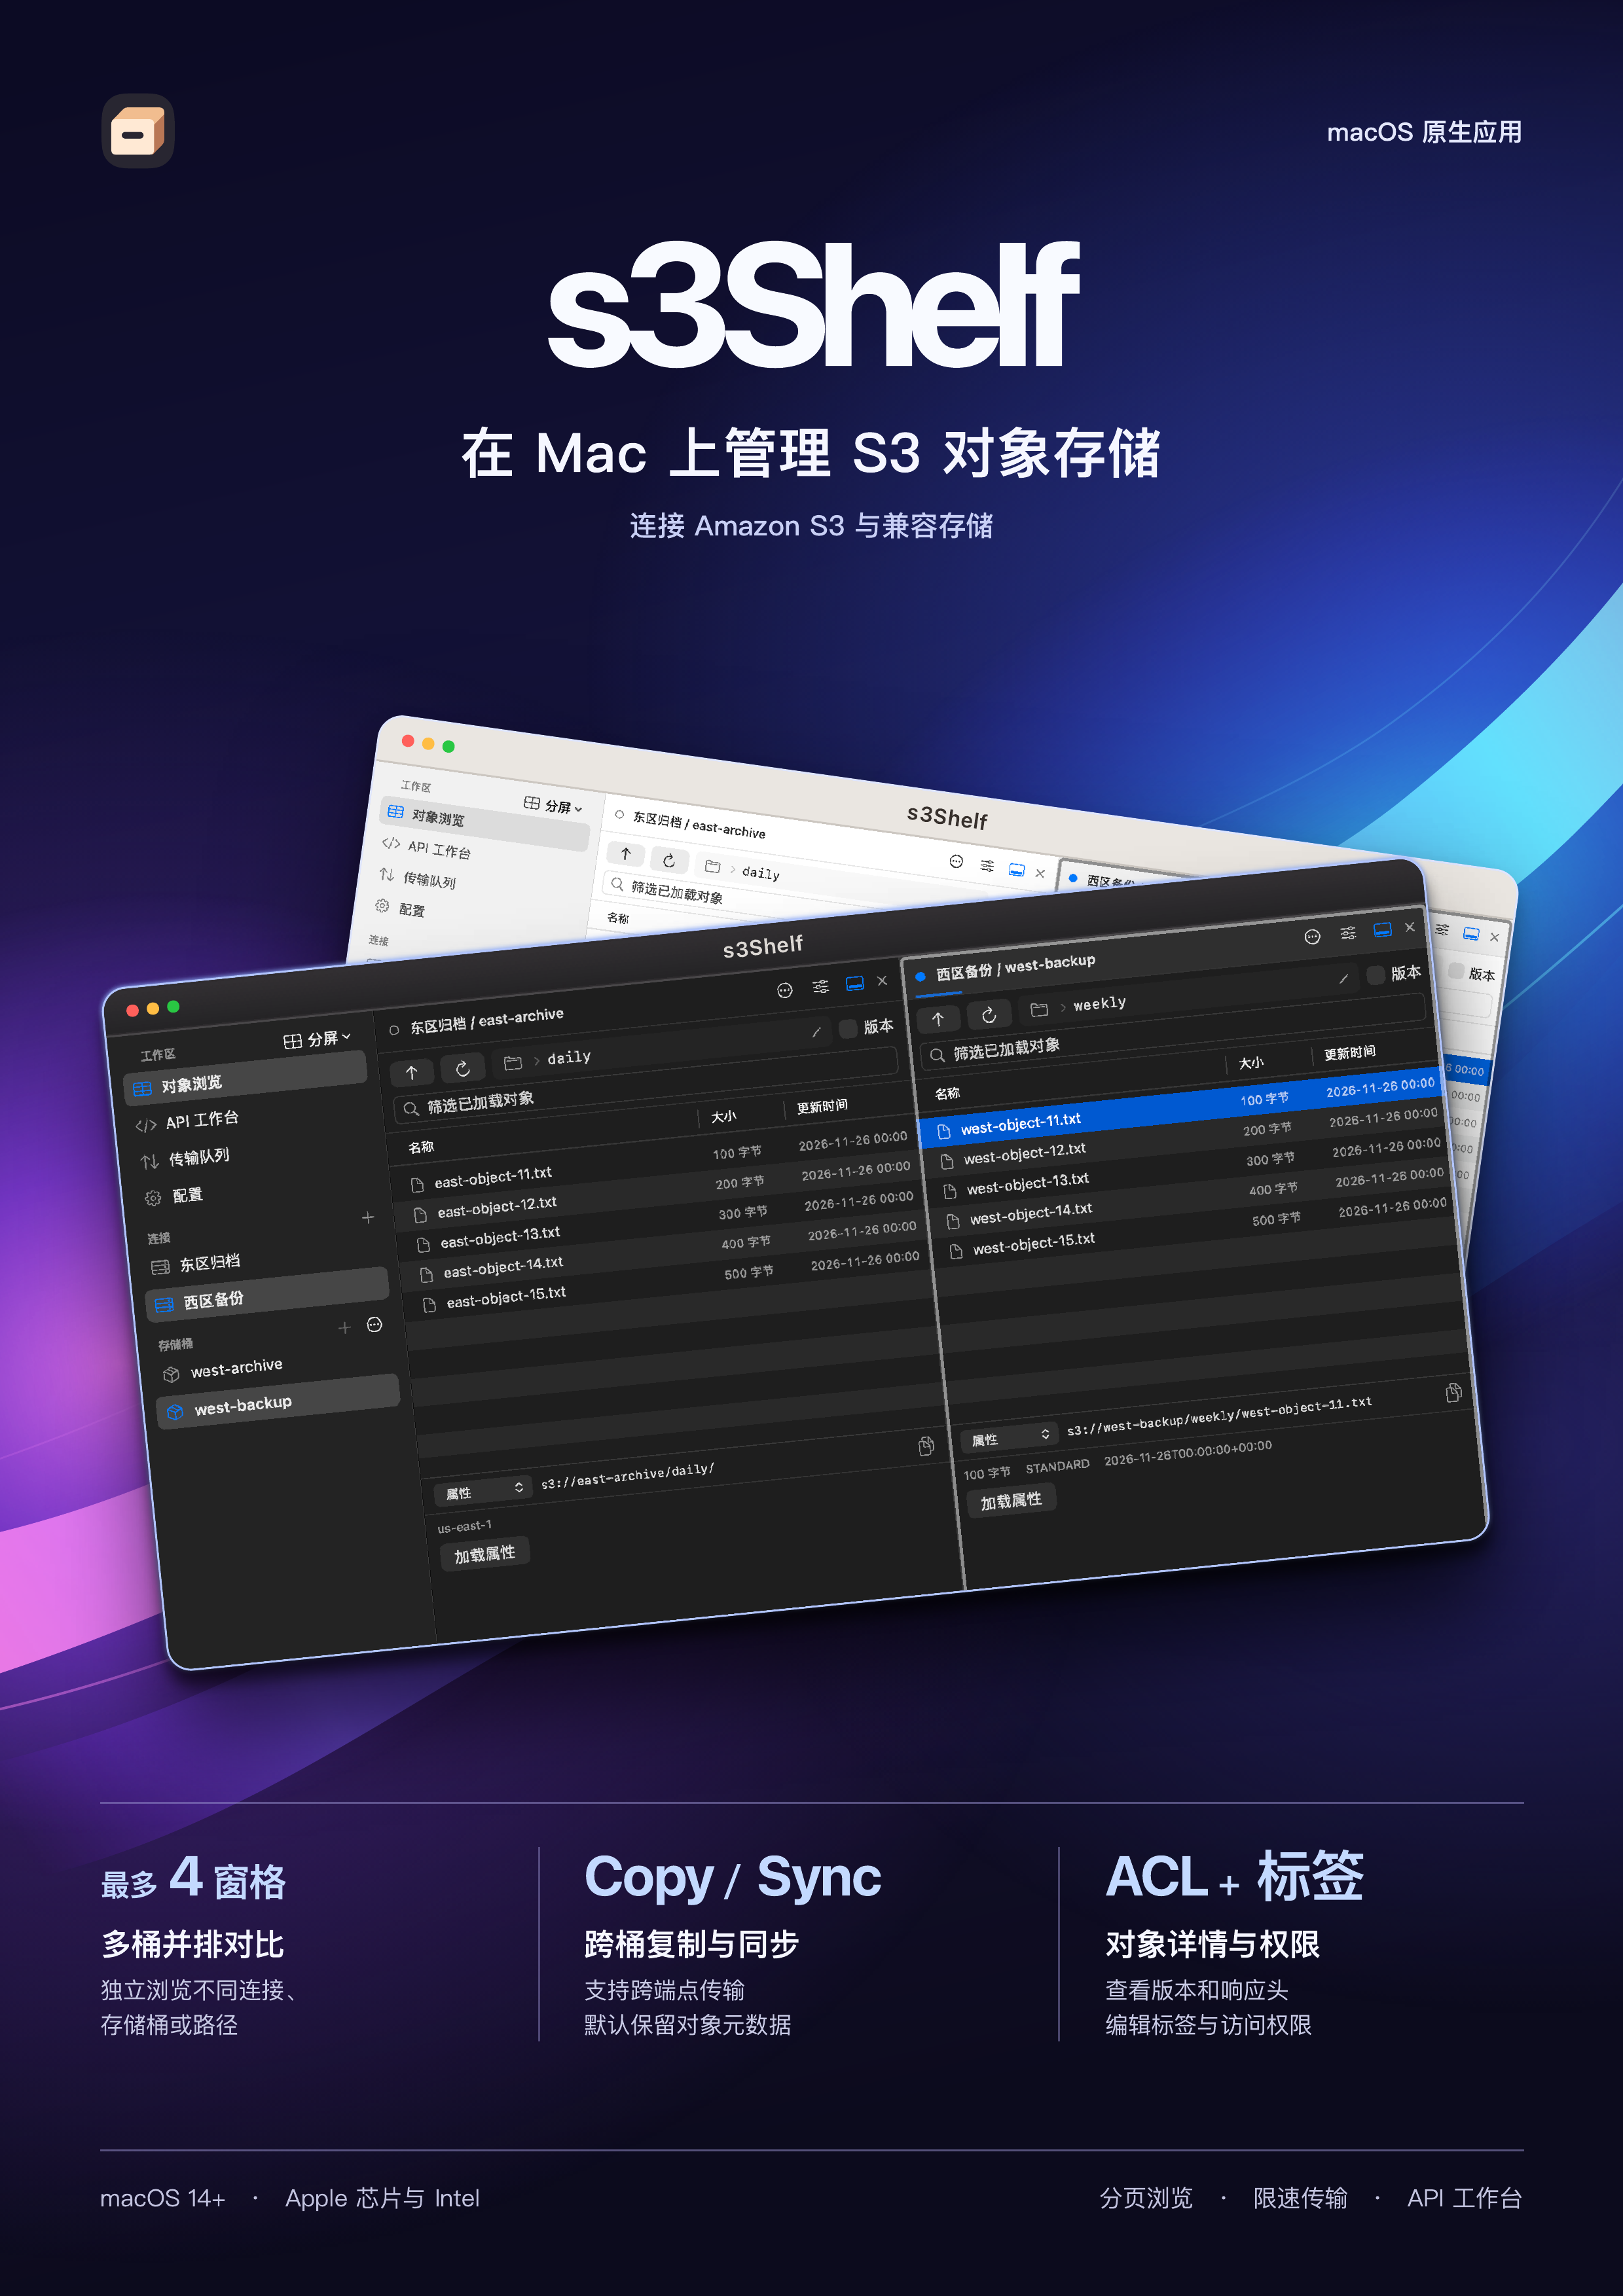 macOS 原生应用
s3Shelf
在 Mac 上管理 S3 对象存储
连接 Amazon S3 与兼容存储
s3Shelf
工作区
分屏
对象浏览
API 工作台
传输队列
配置
连接
东区归档 / east-archive
daily
筛选已加载对象
名称
西区备份
版本
6 00:00
00:00
:00
:00
00
s3Shelf
工作区
分屏
对象浏览
API 工作台
传输队列
配置
连接
东区归档
西区备份
存储桶
west-archive
west-backup
东区归档 / east-archive
daily
版本
筛选已加载对象
名称 大小 更新时间
east-object-11.txt 100 字节 2026-11-26 00:00
east-object-12.txt 200 字节 2026-11-26 00:00
east-object-13.txt 300 字节 2026-11-26 00:00
east-object-14.txt 400 字节 2026-11-26 00:00
east-object-15.txt 500 字节 2026-11-26 00:00
属性 s3://east-archive/daily/
us-east-1
加载属性
西区备份 / west-backup
weekly
版本
筛选已加载对象
名称 大小 更新时间
west-object-11.txt 100 字节 2026-11-26 00:00
west-object-12.txt 200 字节 2026-11-26 00:00
west-object-13.txt 300 字节 2026-11-26 00:00
west-object-14.txt 400 字节 2026-11-26 00:00
west-object-15.txt 500 字节 2026-11-26 00:00
属性 s3://west-backup/weekly/west-object-11.txt
100 字节 STANDARD 2026-11-26T00:00:00+00:00
加载属性
最多 4 窗格
多桶并排对比
独立浏览不同连接、
存储桶或路径
Copy / Sync
跨桶复制与同步
支持跨端点传输
默认保留对象元数据
ACL + 标签
对象详情与权限
查看版本和响应头
编辑标签与访问权限
macOS 14+ · Apple 芯片与 Intel
分页浏览 · 限速传输 · API 工作台